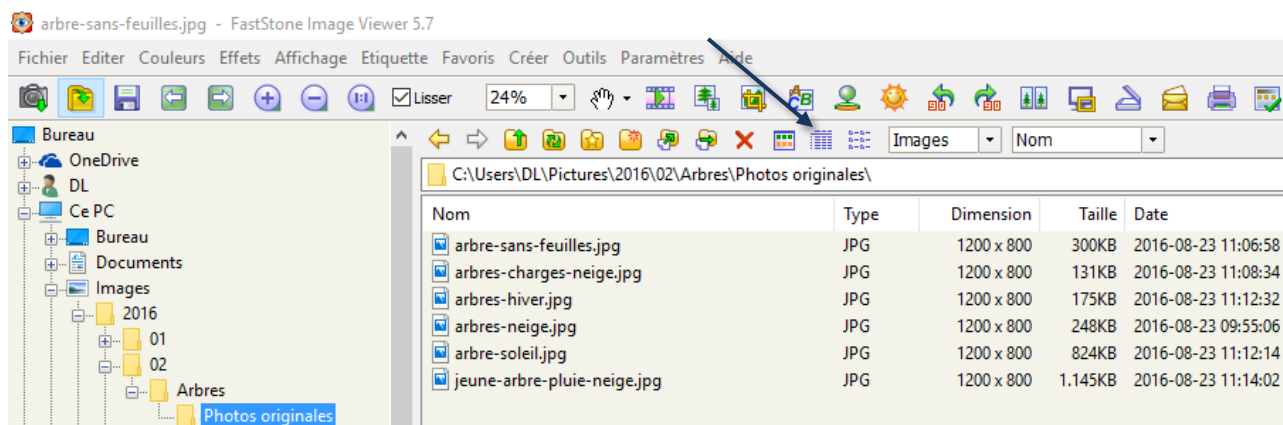 arbre-sans-feuilles.jpg - FastStone Image Viewer 5.7
Fichier Editer Couleurs Effets Affichage Etiquette Favoris Créer Outils Paramètres Aide
1:1 Lisser 24% A B C
Bureau
OneDrive
DL
Ce PC
Bureau
Documents
Images
2016
01
02
Arbres
Photos originales
Images Nom
C:\Users\DL\Pictures\2016\02\Arbres\Photos originales\
Nom Type Dimension Taille Date
arbre-sans-feuilles.jpg JPG 1200 x 800 300KB 2016-08-23 11:06:58
arbres-charges-neige.jpg JPG 1200 x 800 131KB 2016-08-23 11:08:34
arbres-hiver.jpg JPG 1200 x 800 175KB 2016-08-23 11:12:32
arbres-neige.jpg JPG 1200 x 800 248KB 2016-08-23 09:55:06
arbre-soleil.jpg JPG 1200 x 800 824KB 2016-08-23 11:12:14
jeune-arbre-pluie-neige.jpg JPG 1200 x 800 1.145KB 2016-08-23 11:14:02